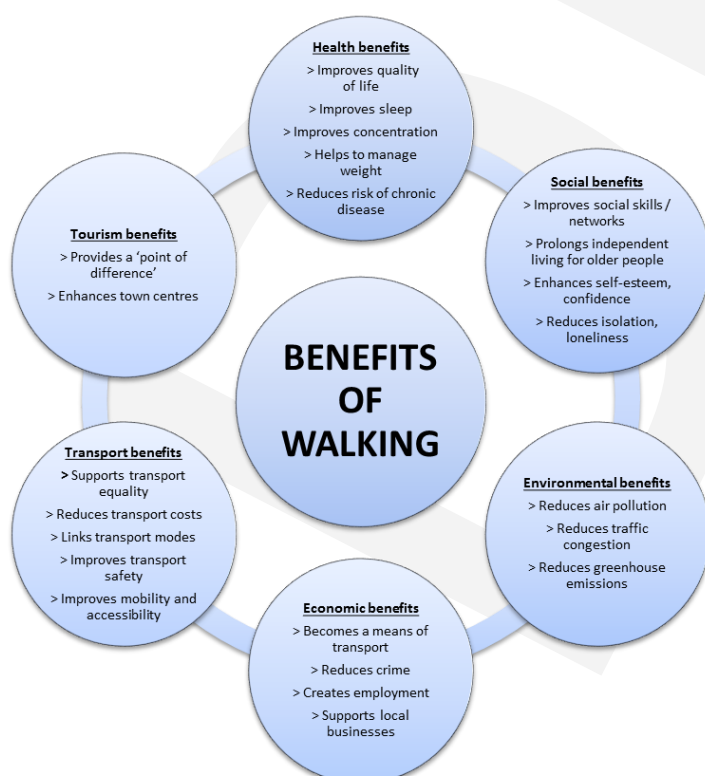 Health benefits
> Improves quality
of life
> Improves sleep
> Improves concentration
> Helps to manage
weight
> Reduces risk of chronic
disease
Social benefits
> Improves social skills /
networks
> Prolongs independent
living for older people
> Enhances self-esteem,
confidence
> Reduces isolation,
loneliness
Tourism benefits
> Provides a ‘point of
difference’
> Enhances town centres
BENEFITS
OF
WALKING
Transport benefits
> Supports transport
equality
> Reduces transport costs
> Links transport modes
> Improves transport
safety
> Improves mobility and
accessibility
Environmental benefits
> Reduces air pollution
> Reduces traffic
congestion
> Reduces greenhouse
emissions
Economic benefits
> Becomes a means of
transport
> Reduces crime
> Creates employment
> Supports local
businesses